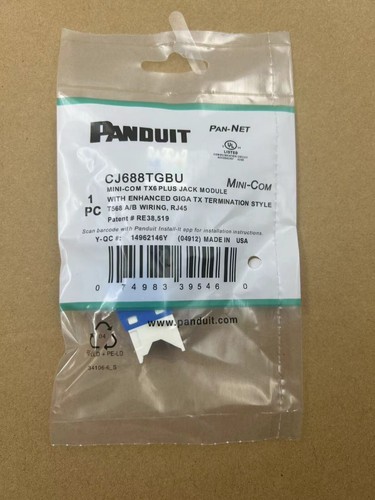 PANDUIT
PAN-NET
UL
LISTED
CJ688TGBU
MINI-COM
1
PC
MINI-COM TX6 PLUS JACK MODULE
WITH ENHANCED GIGA TX TERMINATION STYLE
T568 A/B WIRING, RJ45
Patent # RE38,519
Scan barcode with Panduit Install-It app for installation instructions
Y-QC #: 14962146Y (04912) MADE IN USA
0 74983 39546 0
www.panduit.com